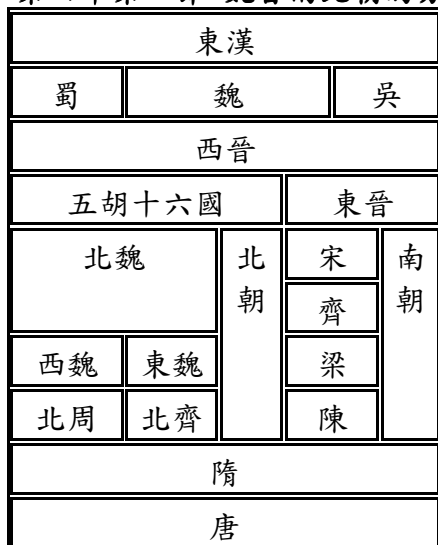 東漢
蜀 魏 吳
西晉
五胡十六國 東晉
北魏 北朝 宋 南朝
齊
西魏 東魏 梁
北周 北齊 陳
隋
唐